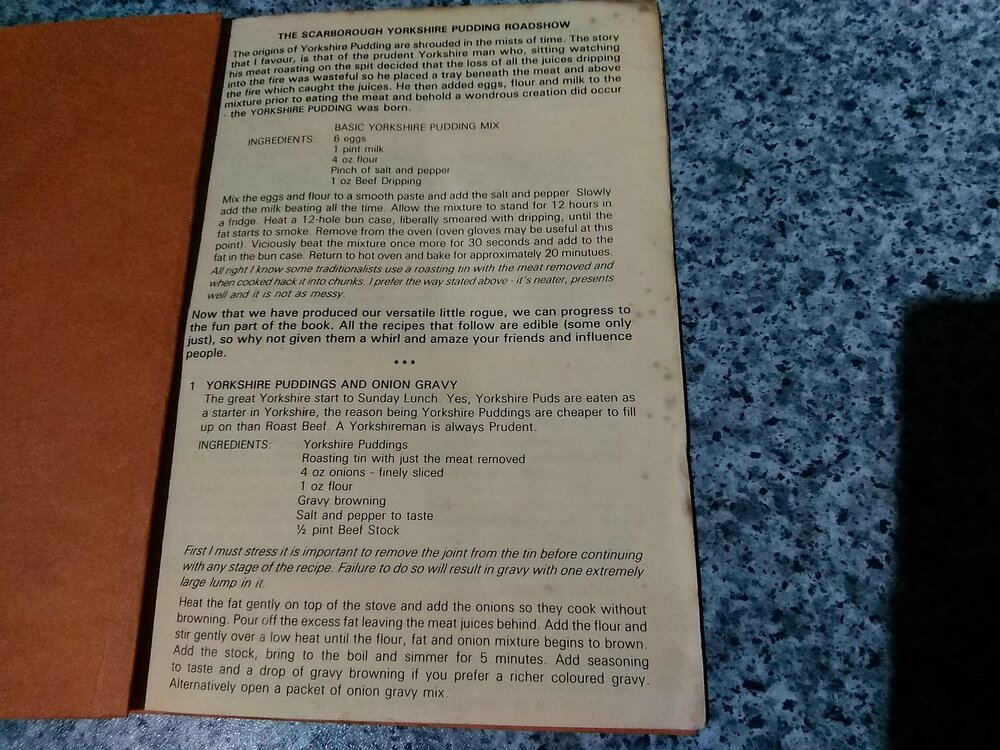 THE SCARBOROUGH YORKSHIRE PUDDING ROADSHOW
The origins of Yorkshire Pudding are shrouded in the mists of time. The story
that I favour, is that of the prudent Yorkshire man who, sitting watching
his meat roasting on the spit decided that the loss of all the juices dripping
into the fire was wasteful so he placed a tray beneath the meat and above
the fire which caught the juices. He then added eggs, flour and milk to the
mixture prior to eating the meat and behold a wondrous creation did occur
- the YORKSHIRE PUDDING was born.
BASIC YORKSHIRE PUDDING MIX
INGREDIENTS: 6 eggs
1 pint milk
4 oz flour
Pinch of salt and pepper
1 oz Beef Dripping
Mix the eggs and flour to a smooth paste and add the salt and pepper. Slowly
add the milk beating all the time. Allow the mixture to stand for 12 hours in
a fridge. Heat a 12-hole bun case, liberally smeared with dripping, until the
fat starts to smoke. Remove from the oven (oven gloves may be useful at this
point). Viciously beat the mixture once more for 30 seconds and add to the
fat in the bun case. Return to hot oven and bake for approximately 20 minutues.
All right I know some traditionalists use a roasting tin with the meat removed and
when cooked hack it into chunks. I prefer the way stated above - it's neater, presents
well and it is not as messy.
Now that we have produced our versatile little rogue, we can progress to
the fun part of the book. All the recipes that follow are edible (some only
just), so why not given them a whirl and amaze your friends and influence
people.
***
1 YORKSHIRE PUDDINGS AND ONION GRAVY
The great Yorkshire start to Sunday Lunch. Yes, Yorkshire Puds are eaten as
a starter in Yorkshire, the reason being Yorkshire Puddings are cheaper to fill
up on than Roast Beef. A Yorkshireman is always Prudent.
INGREDIENTS: Yorkshire Puddings
Roasting tin with just the meat removed
4 oz onions - finely sliced
1 oz flour
Gravy browning
Salt and pepper to taste
½ pint Beef Stock
First I must stress it is important to remove the joint from the tin before continuing
with any stage of the recipe. Failure to do so will result in gravy with one extremely
large lump in it.
Heat the fat gently on top of the stove and add the onions so they cook without
browning. Pour off the excess fat leaving the meat juices behind. Add the flour and
stir gently over a low heat until the flour, fat and onion mixture begins to brown.
Add the stock, bring to the boil and simmer for 5 minutes. Add seasoning
to taste and a drop of gravy browning if you prefer a richer coloured gravy.
Alternatively open a packet of onion gravy mix.